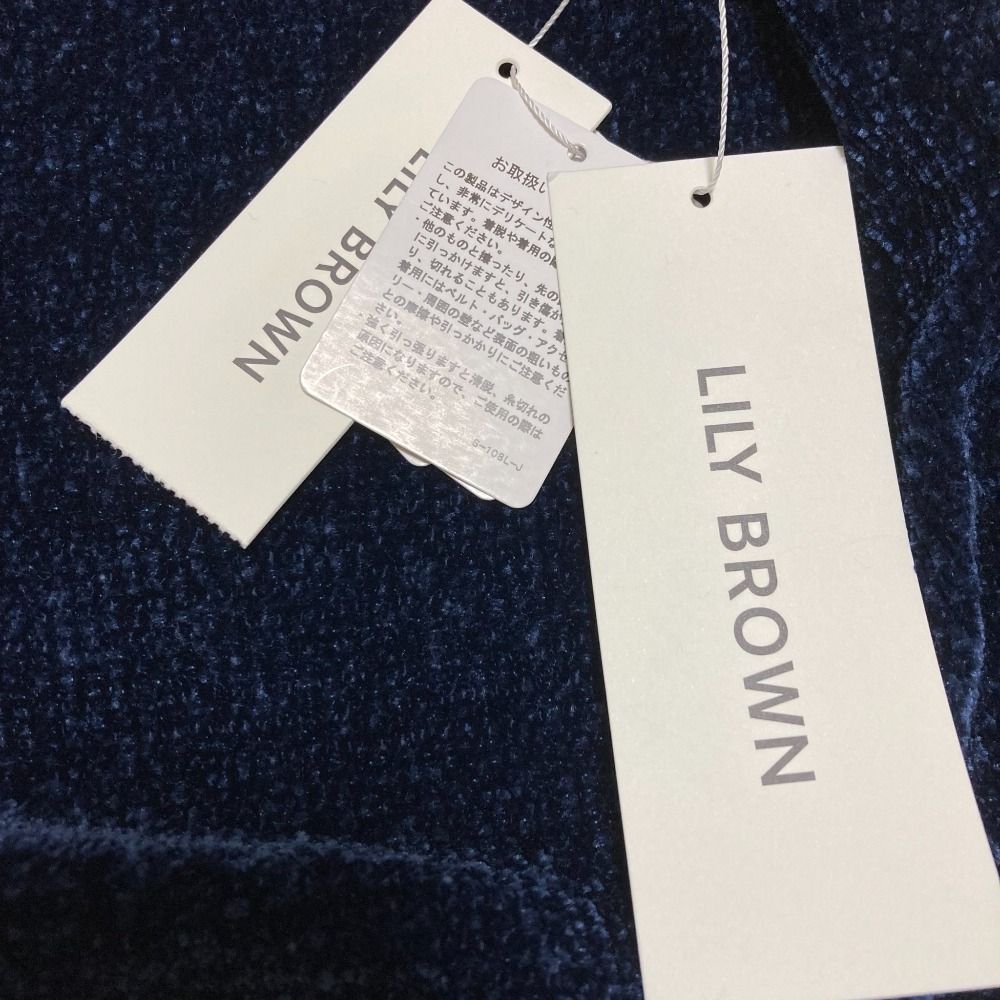 LILY BROWN
お取扱い
この製品はデザイン性
し、非常にデリケートな
ています。着脱や着用の際
ご注意ください。
・他のものと擦ったり、先の
に引っかけますと、引き傷が
り、切れることもあります。着
着用にはベルト・バッグ・アクセ
リー・周囲の壁など表面の粗いもの
との摩擦や引っかかりにご注意くだ
さい。
・強く引っ張りますと滑脱、糸切れの
原因になりますので、ご使用の際は
ご注意ください。
S-108L-J
LILY BROWN